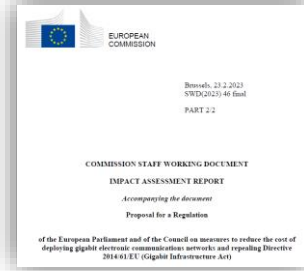 EUROPEAN
COMMISSION
Brussels, 23.2.2023
SWD(2023) 46 final
PART 2/2
COMMISSION STAFF WORKING DOCUMENT
IMPACT ASSESSMENT REPORT
Accompanying the document
Proposal for a Regulation
of the European Parliament and of the Council on measures to reduce the cost of
deploying gigabit electronic communications networks and repealing Directive
2014/61/EU (Gigabit Infrastructure Act)